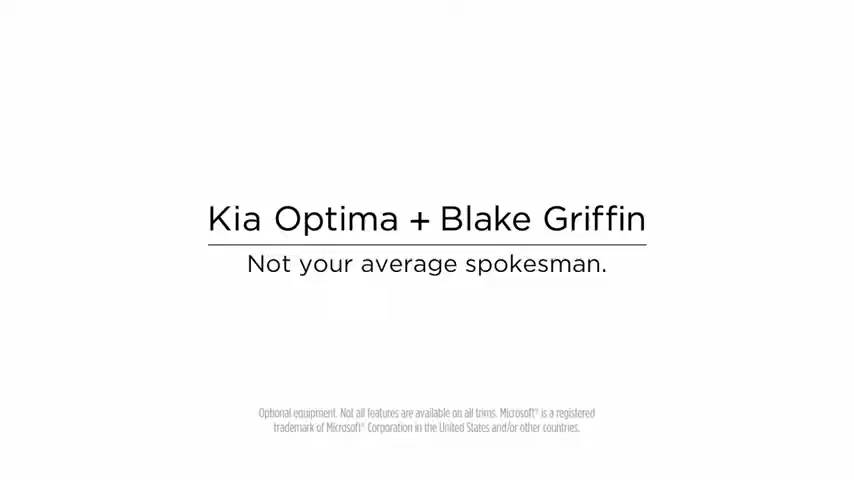 Kia Optima + Blake Griffin
Not your average spokesman.
Optional equipment. Not all features are available on all trims. Microsoft® is a registered
trademark of Microsoft® Corporation in the United States and/or other countries.